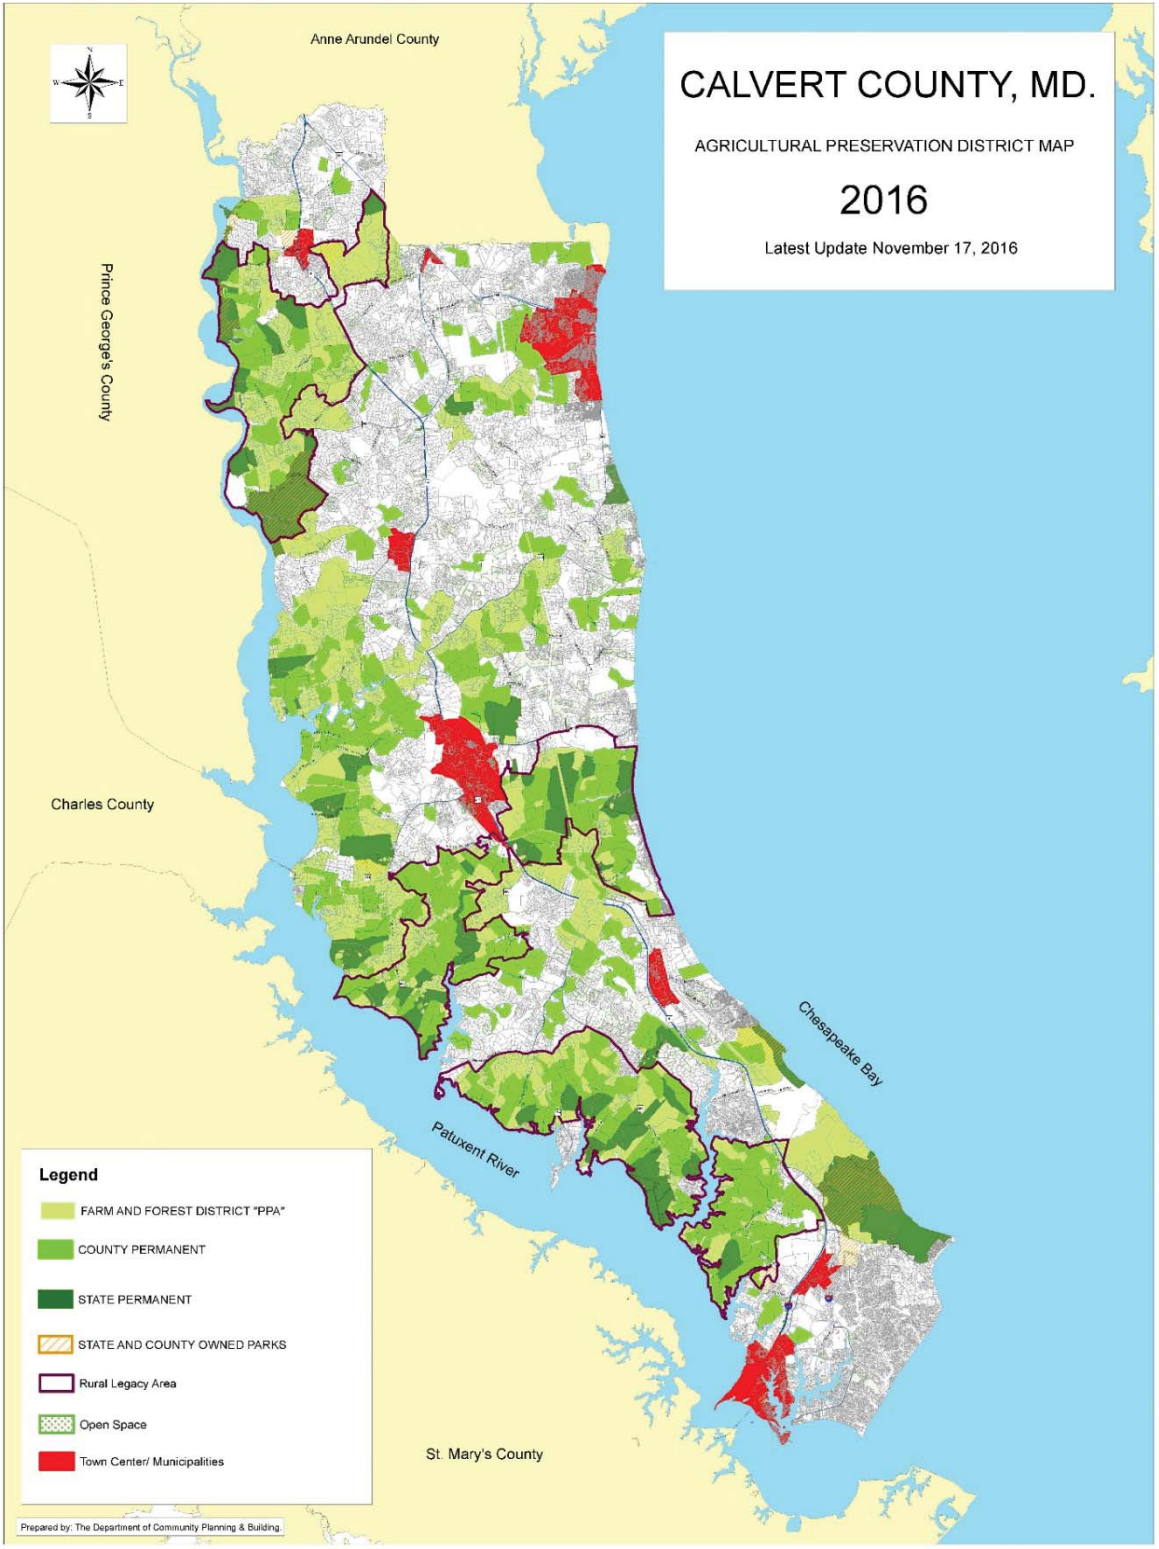 Anne Arundel County
N
W
E
S
CALVERT COUNTY, MD.
AGRICULTURAL PRESERVATION DISTRICT MAP
2016
Latest Update November 17, 2016
Prince George's County
Charles County
Chesapeake Bay
Patuxent River
Legend
FARM AND FOREST DISTRICT "PPA"
COUNTY PERMANENT
STATE PERMANENT
STATE AND COUNTY OWNED PARKS
Rural Legacy Area
Open Space
Town Center/ Municipalities
St. Mary's County
Prepared by: The Department of Community Planning & Building.